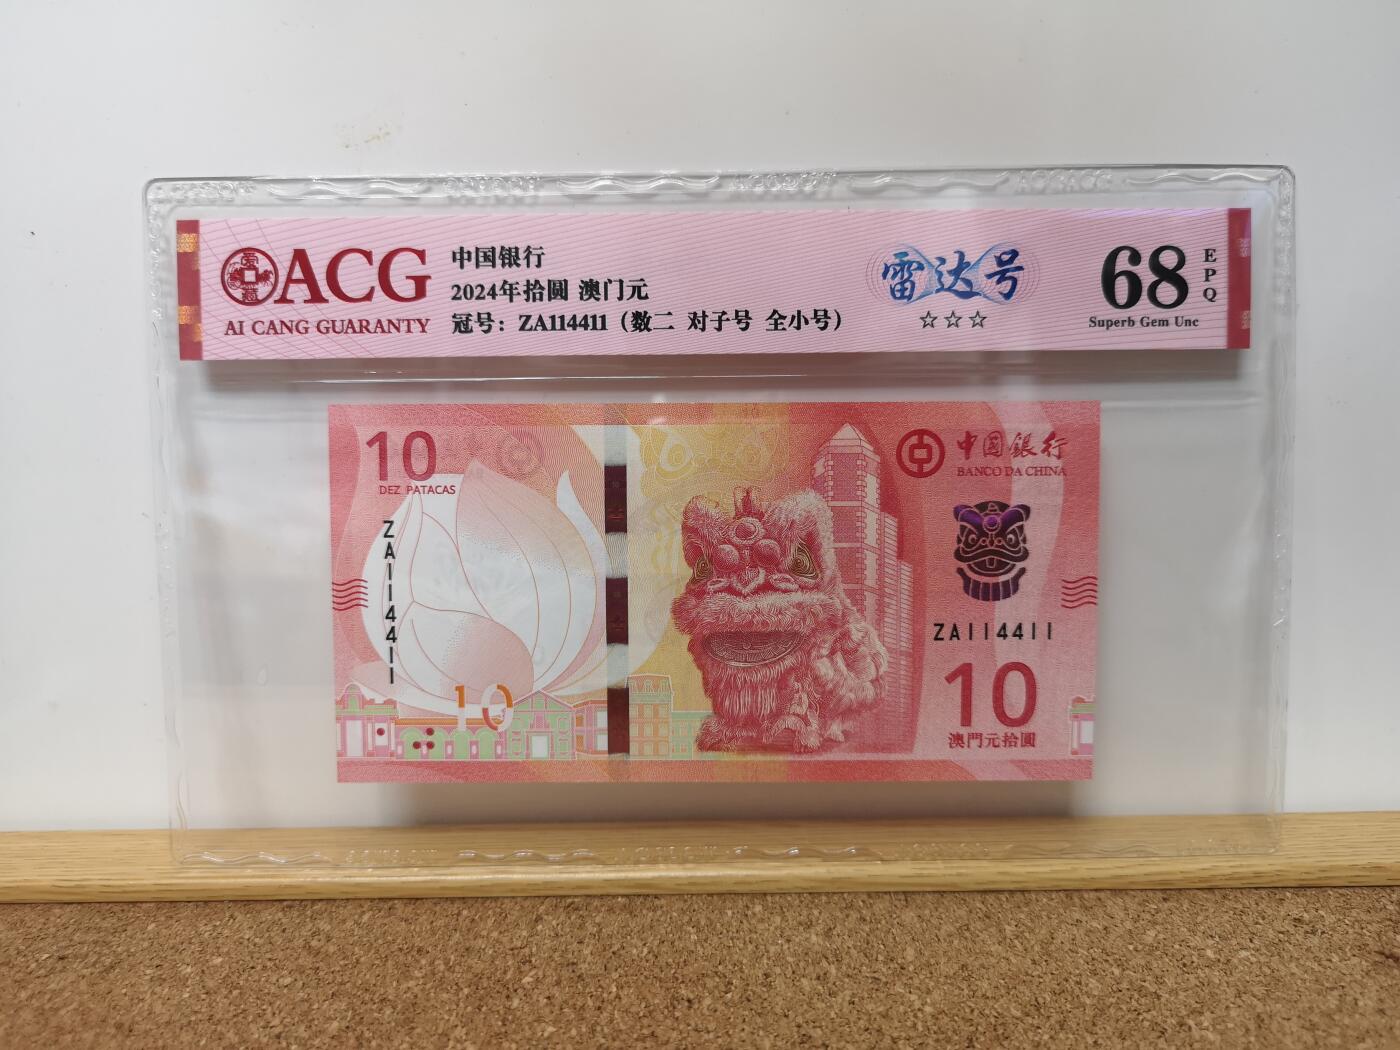 ACG
AI CANG GUARANTY
中国银行
2024年拾圆 澳门元
冠号：ZA114411（数二 对子号 全小号）
雷达号
☆☆☆
68
EPQ
Superb Gem Unc
10
DEZ PATACAS
ZA114411
10
中國銀行
BANCO DA CHINA
ZA114411
10
澳門元拾圓